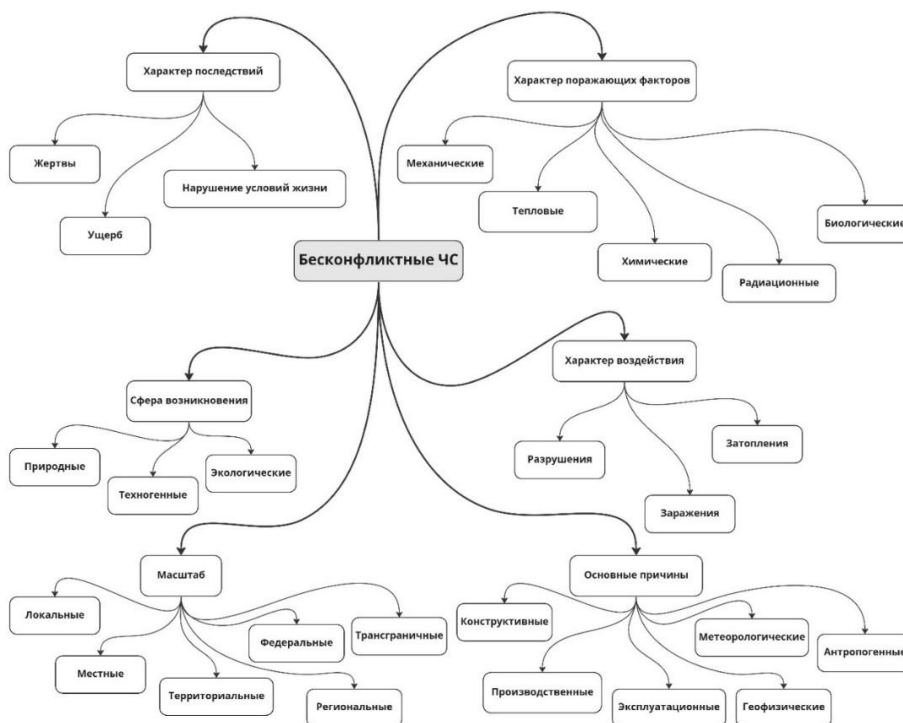 Характер последствий
Характер поражающих факторов
Жертвы
Ущерб
Нарушение условий жизни
Механические
Тепловые
Химические
Радиационные
Биологические
Бесконфликтные ЧС
Сфера возникновения
Природные
Техногенные
Экологические
Характер воздействия
Разрушения
Заражения
Затопления
Масштаб
Локальные
Местные
Территориальные
Федеральные
Региональные
Трансграничные
Основные причины
Конструктивные
Производственные
Эксплуатационные
Метеорологические
Геофизические
Антропогенные